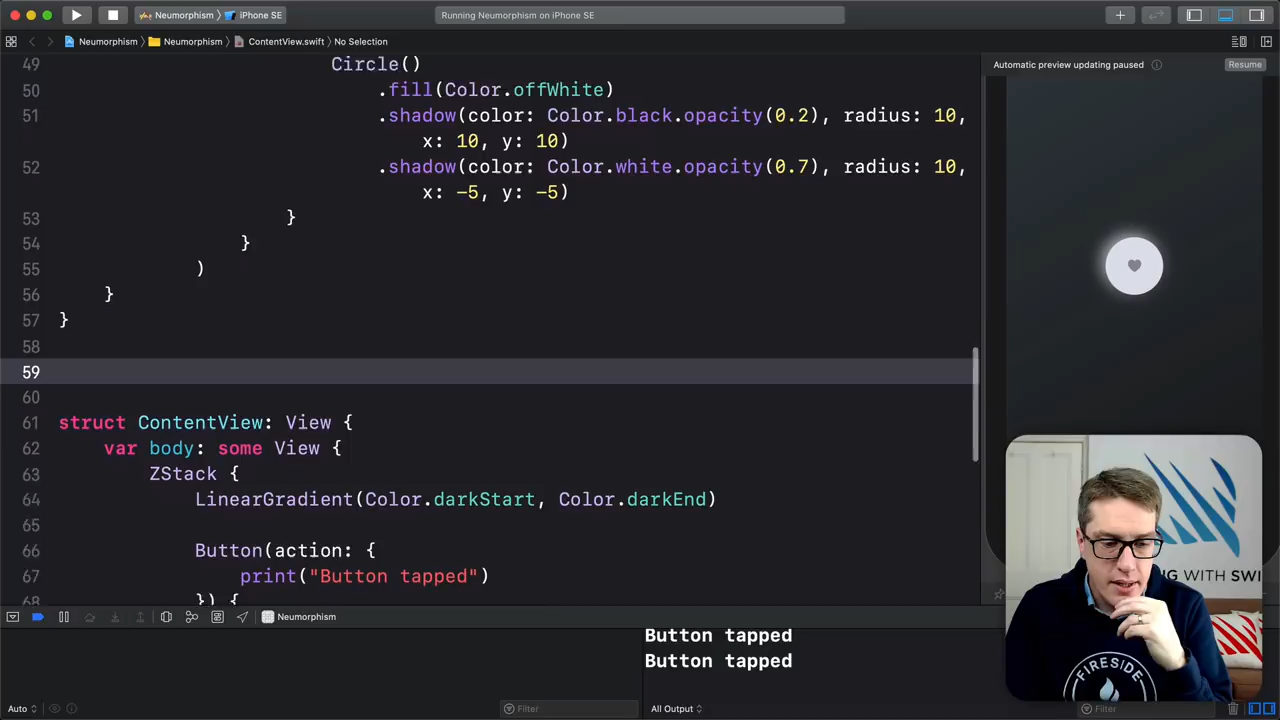 Neumorphism > iPhone SE
Running Neumorphism on iPhone SE
Neumorphism > Neumorphism > ContentView.swift > No Selection
Automatic preview updating paused
Resume
49 Circle()
50 .fill(Color.offWhite)
51 .shadow(color: Color.black.opacity(0.2), radius: 10,
x: 10, y: 10)
52 .shadow(color: Color.white.opacity(0.7), radius: 10,
x: -5, y: -5)
53 }
54 }
55 )
56 }
57 }
58
59
60
61 struct ContentView: View {
62 var body: some View {
63 ZStack {
64 LinearGradient(Color.darkStart, Color.darkEnd)
65
66 Button(action: {
67 print("Button tapped")
68 }) {
Neumorphism
Button tapped
Button tapped
Auto
Filter
All Output
Filter
NG WITH SWI
FIRESIDE